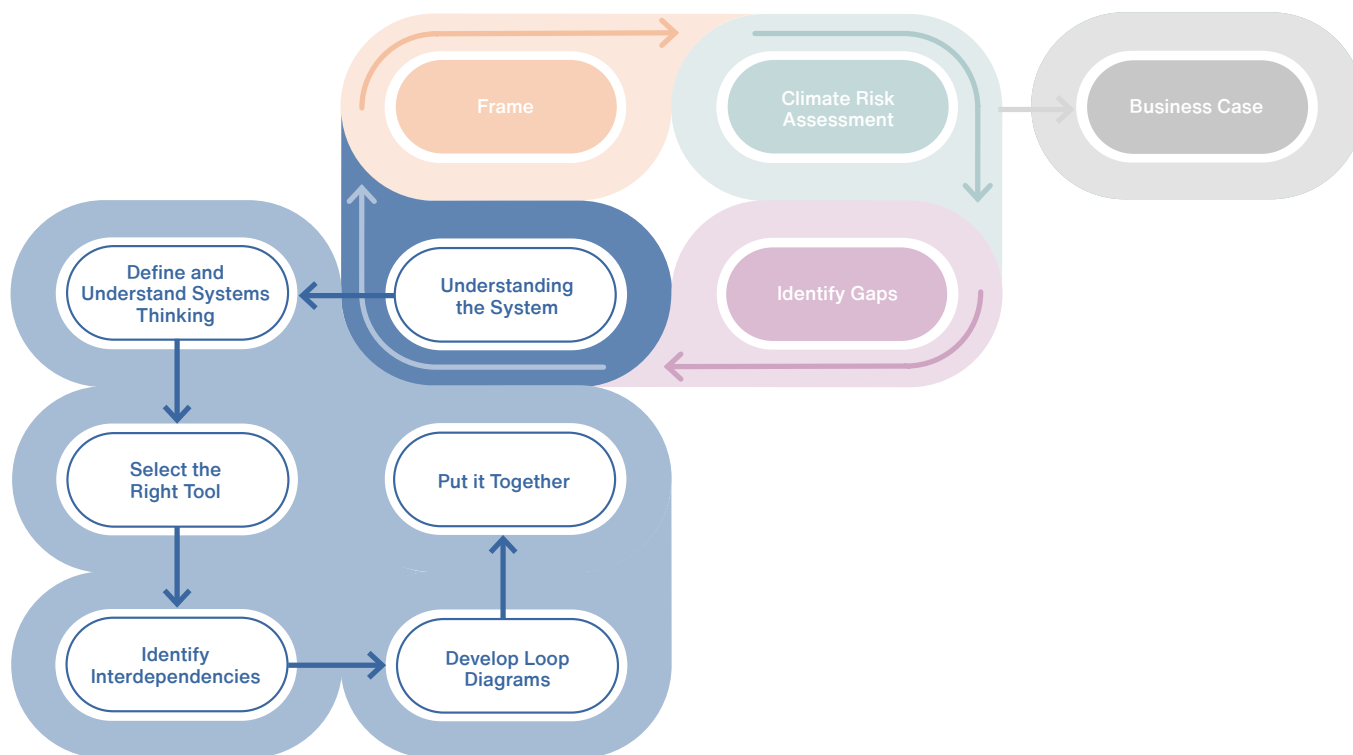 Frame
Climate Risk
Assessment
Business Case
Define and
Understand Systems
Thinking
Understanding
the System
Identify Gaps
Select the
Right Tool
Put it Together
Identify
Interdependencies
Develop Loop
Diagrams